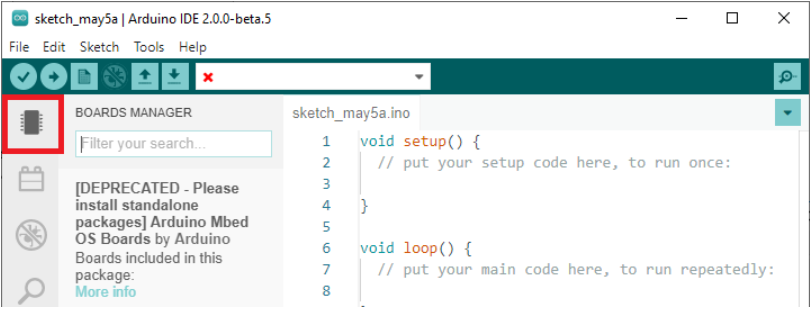 sketch_may5a | Arduino IDE 2.0.0-beta.5
File Edit Sketch Tools Help
BOARDS MANAGER
Filter your search...
[DEPRECATED - Please
install standalone
packages] Arduino Mbed
OS Boards by Arduino
Boards included in this
package:
More info
sketch_may5a.ino
1 void setup() {
2 // put your setup code here, to run once:
3
4 }
5
6 void loop() {
7 // put your main code here, to run repeatedly:
8